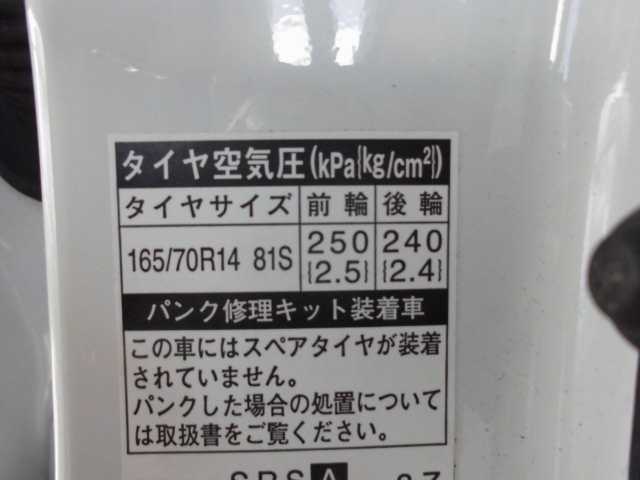 タイヤ空気圧(kPa{kg/cm²})
タイヤサイズ 前輪 後輪
165/70R14 81S 250 240
{2.5} {2.4}
パンク修理キット装着車
この車にはスペアタイヤが装着
されていません。
パンクした場合の処置について
は取扱書をご覧ください。